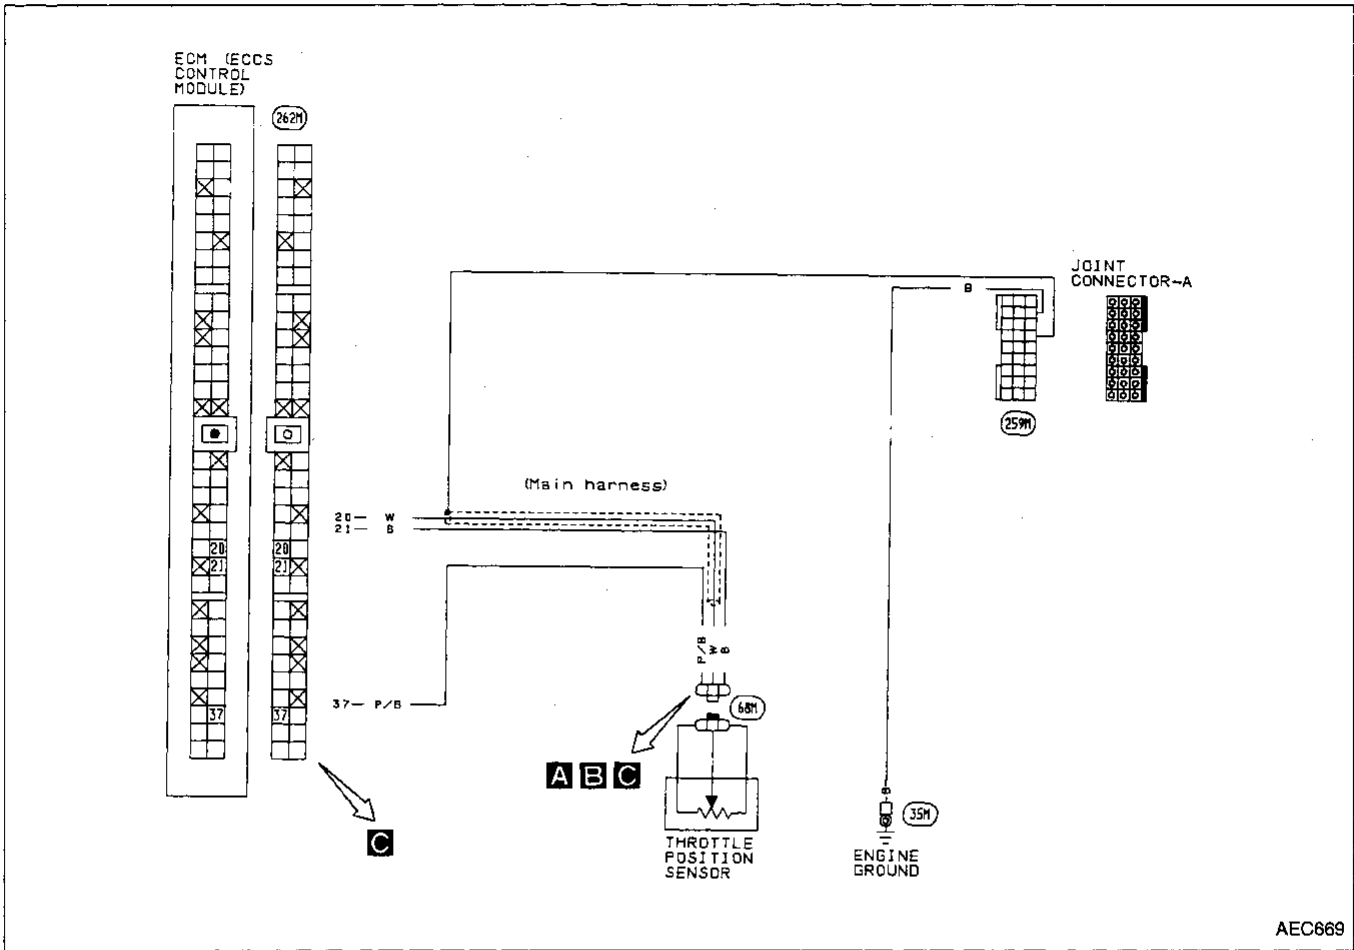 ECM (ECCS
CONTROL
MODULE)
262M
JOINT
CONNECTOR-A
B
259M
(Main harness)
20— W
21— B
20 20
21 21
P/B
W
B
37— P/B
68M
37 37
A B C
B
35M
C
THROTTLE
POSITION
SENSOR
ENGINE
GROUND
AEC669